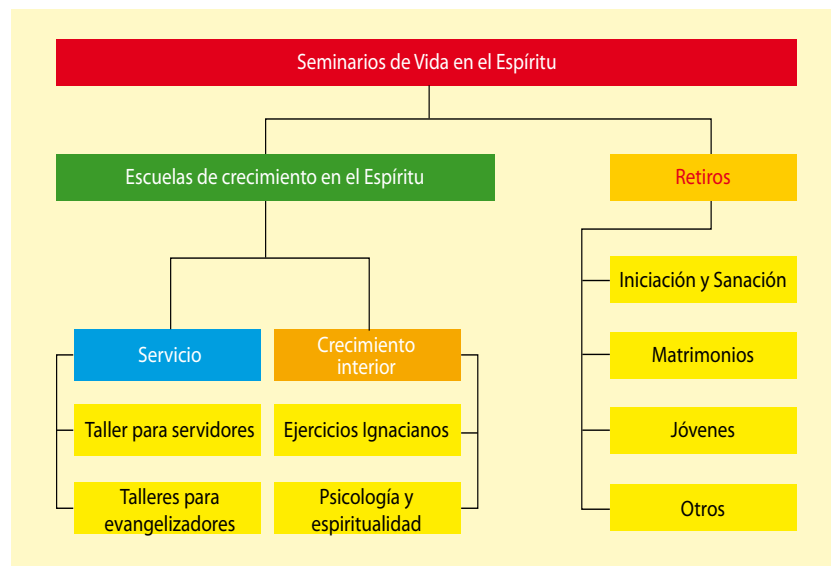 Seminarios de Vida en el Espíritu
Escuelas de crecimiento en el Espíritu
Retiros
Iniciación y Sanación
Servicio
Crecimiento
interior
Matrimonios
Taller para servidores
Ejercicios Ignacianos
Jóvenes
Talleres para
evangelizadores
Psicología y
espiritualidad
Otros